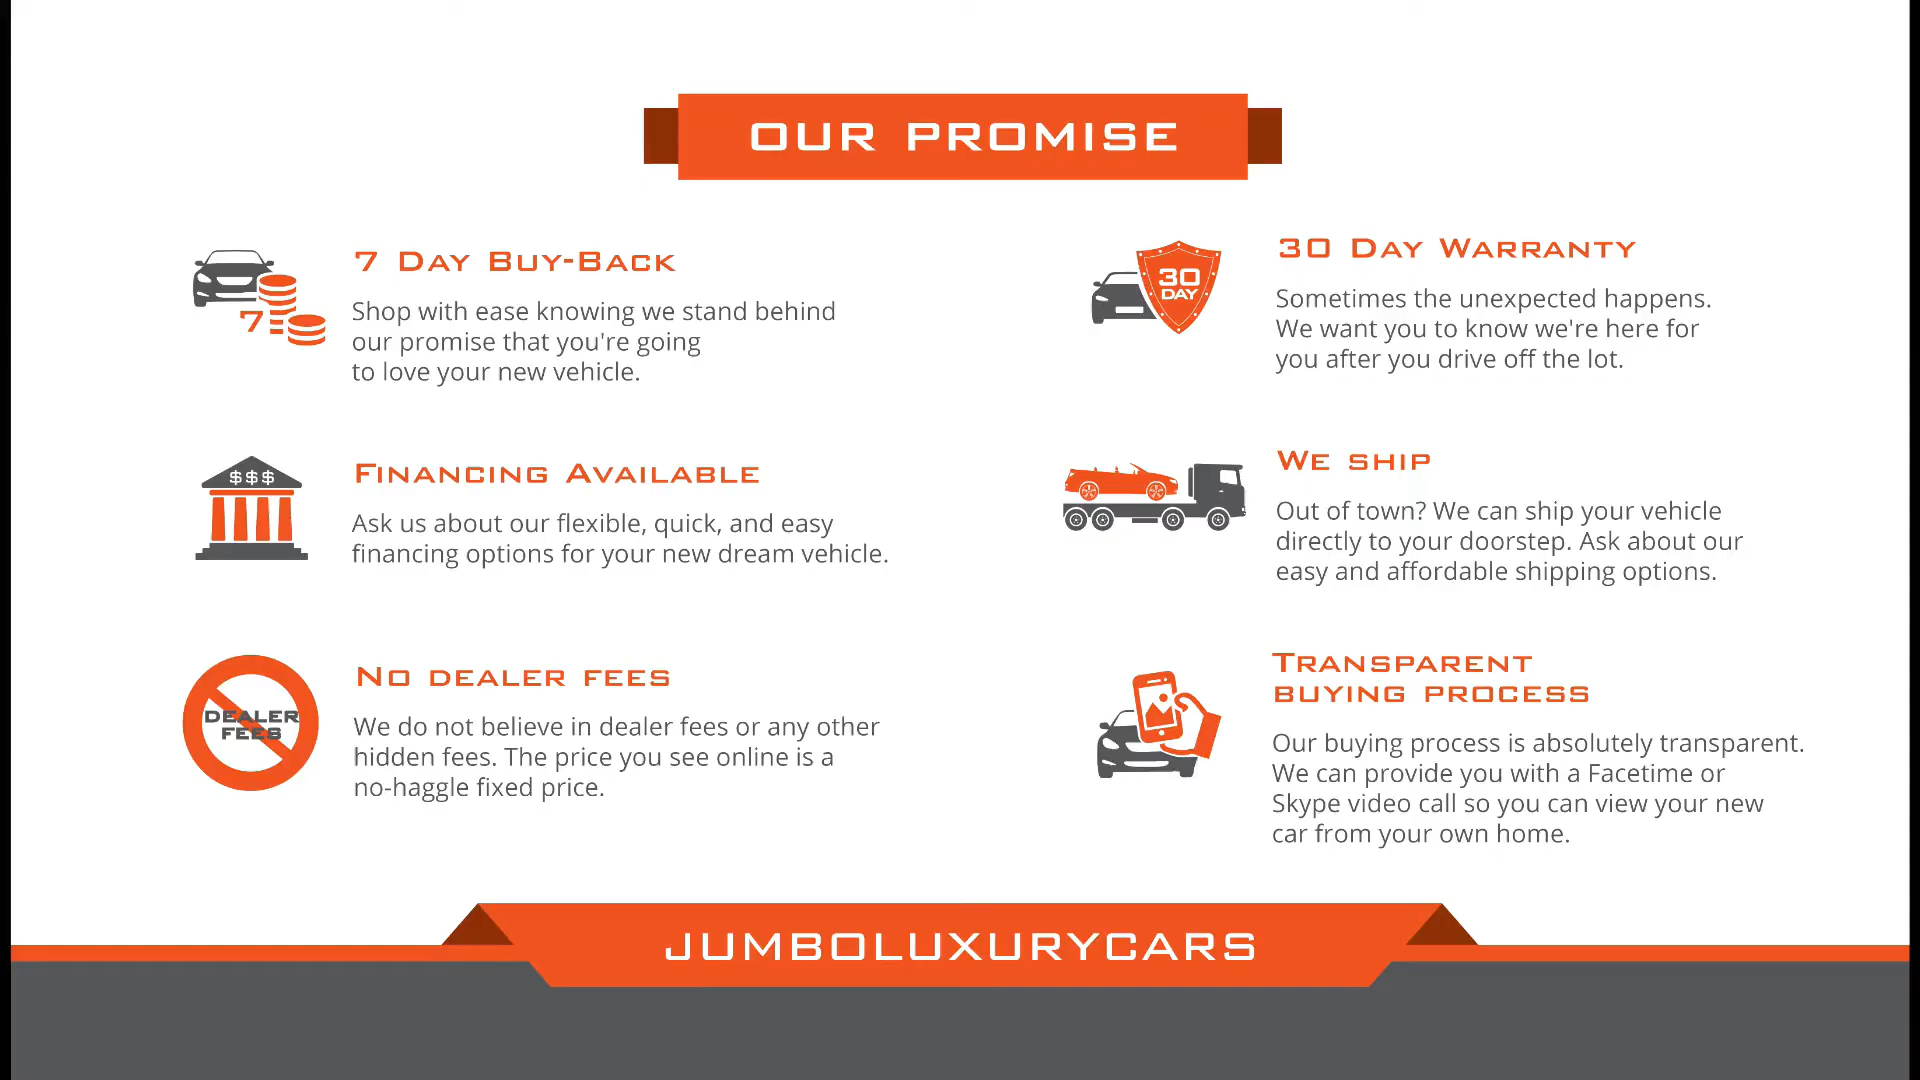 OUR PROMISE
7 Day Buy-Back
Shop with ease knowing we stand behind
our promise that you're going
to love your new vehicle.
7
30 Day Warranty
Sometimes the unexpected happens.
We want you to know we're here for
you after you drive off the lot.
30
DAY
Financing Available
Ask us about our flexible, quick, and easy
financing options for your new dream vehicle.
$$$
We ship
Out of town? We can ship your vehicle
directly to your doorstep. Ask about our
easy and affordable shipping options.
No dealer fees
We do not believe in dealer fees or any other
hidden fees. The price you see online is a
no-haggle fixed price.
DEALER
FEES
Transparent
buying process
Our buying process is absolutely transparent.
We can provide you with a Facetime or
Skype video call so you can view your new
car from your own home.
JUMBOLUXURYCARS